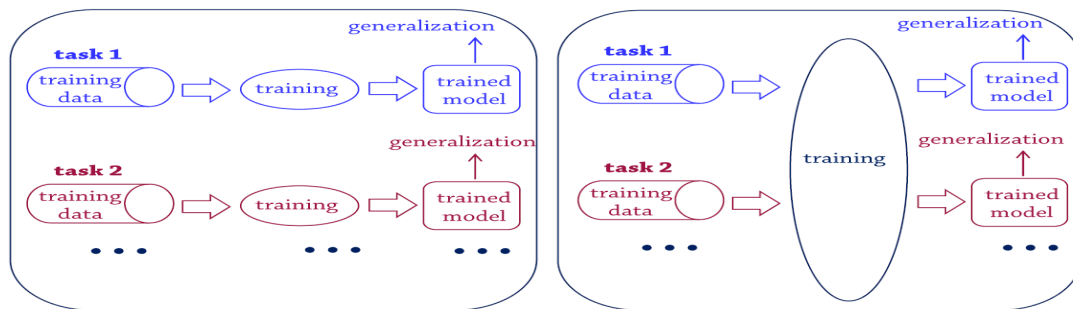 generalization
task 1
training
data
training
trained
model
generalization
task 2
training
data
training
trained
model
• • •
• • •
• • •
generalization
task 1
training
data
trained
model
training
generalization
task 2
training
data
trained
model
• • •
• • •